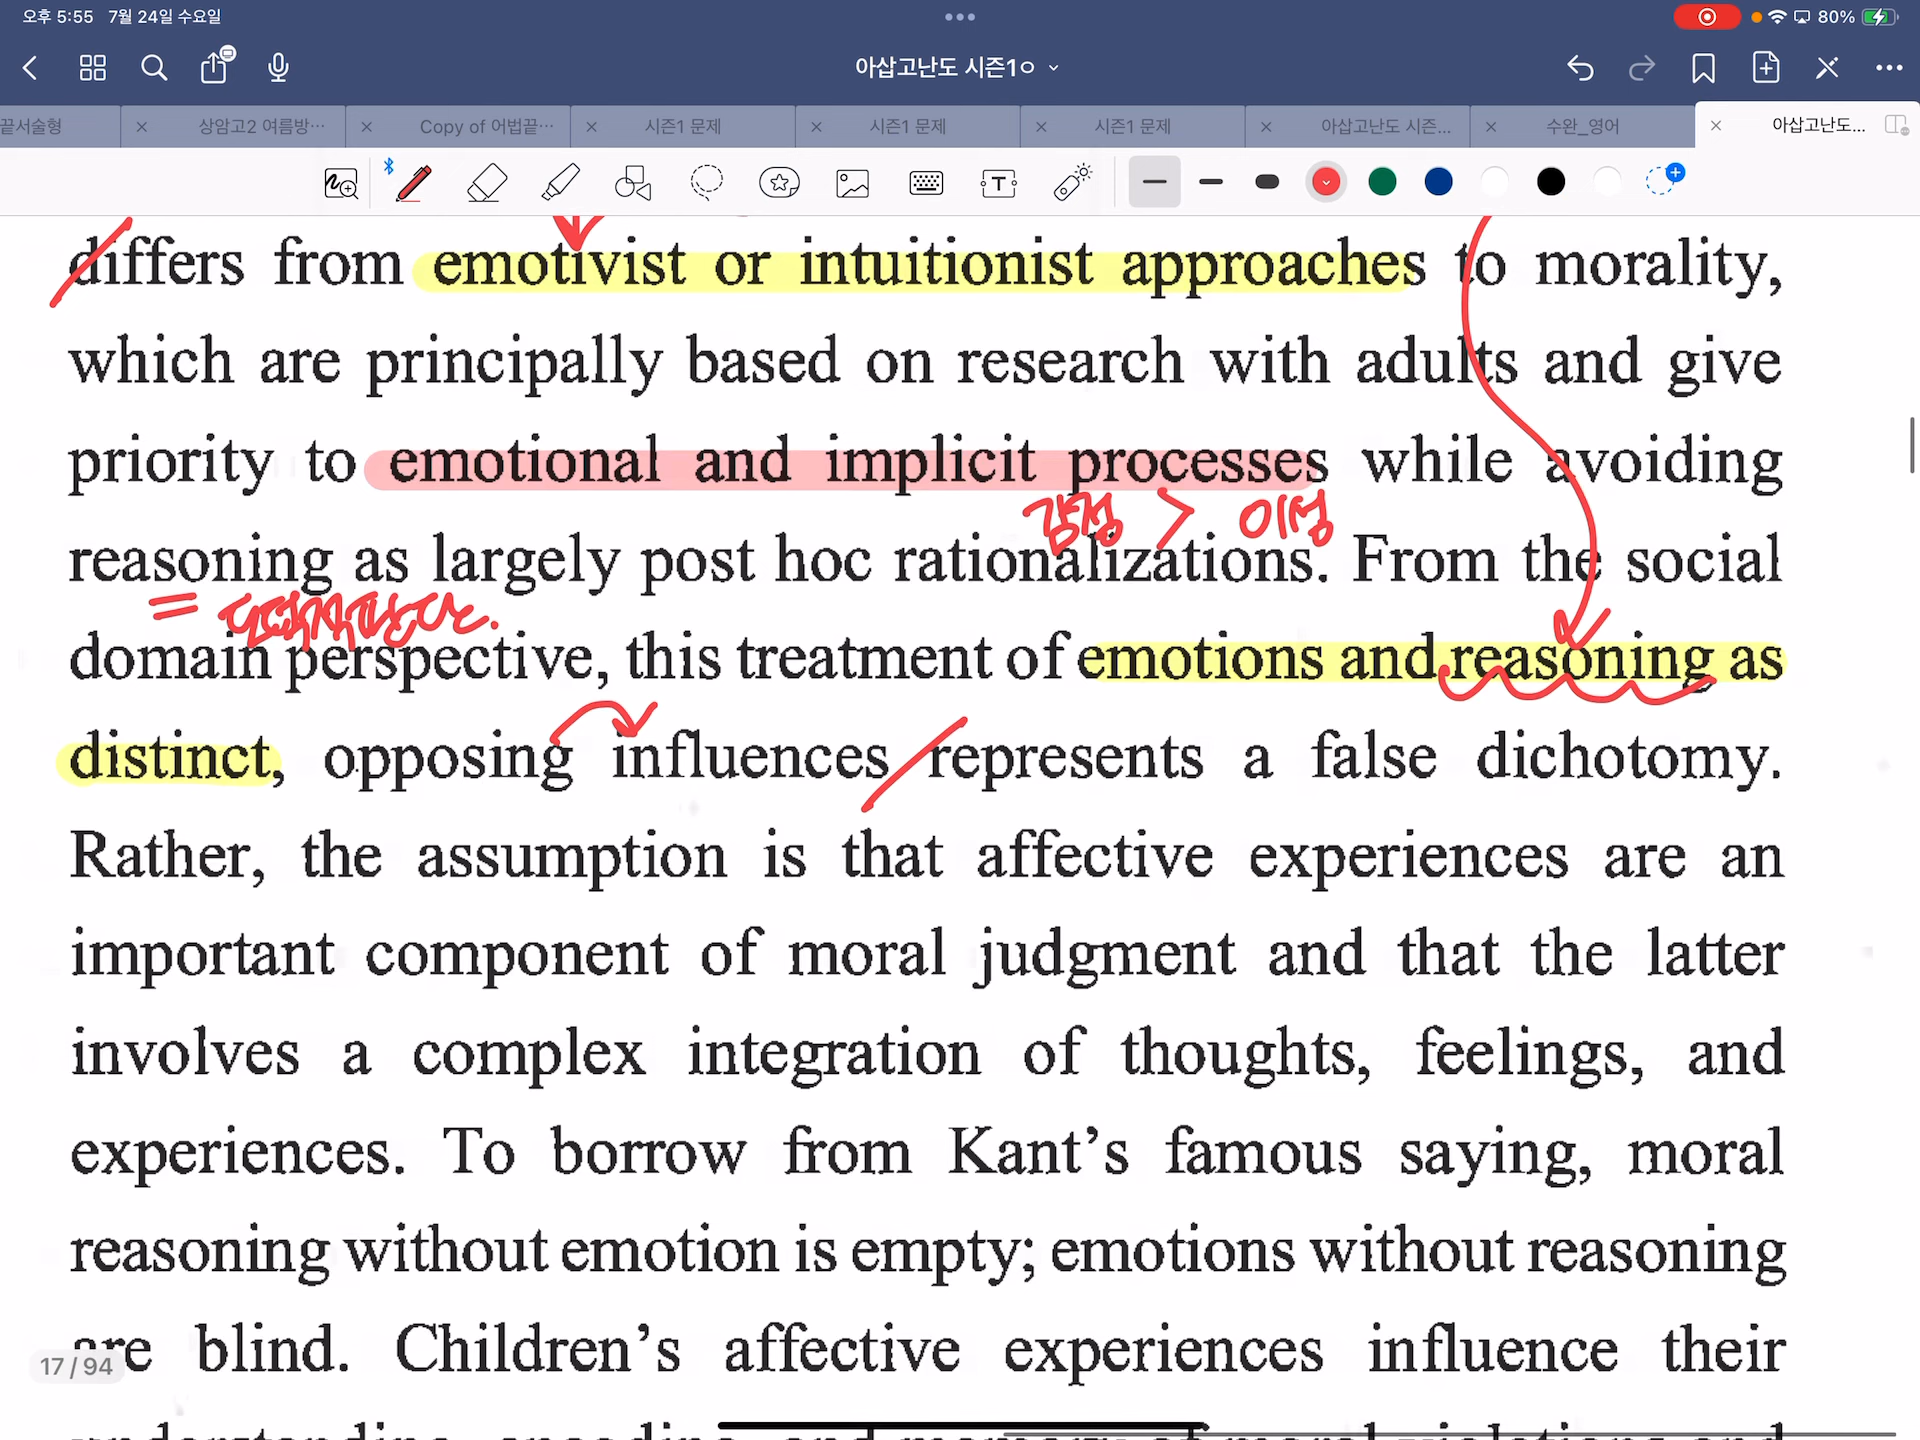 오후 5:55 7월 24일 수요일
80%
아삽고난도 시즌1ㅇ
끝서술형
상암고2 여름방…
Copy of 어법끝…
시즌1 문제
시즌1 문제
시즌1 문제
아삽고난도 시즌…
수완_영어
아삽고난도…
differs from emotivist or intuitionist approaches to morality,
which are principally based on research with adults and give
priority to emotional and implicit processes while avoiding
감성 > 이성
reasoning as largely post hoc rationalizations. From the social
=
domain perspective, this treatment of emotions and reasoning as
distinct, opposing influences represents a false dichotomy.
Rather, the assumption is that affective experiences are an
important component of moral judgment and that the latter
involves a complex integration of thoughts, feelings, and
experiences. To borrow from Kant’s famous saying, moral
reasoning without emotion is empty; emotions without reasoning
are blind. Children’s affective experiences influence their
17 / 94